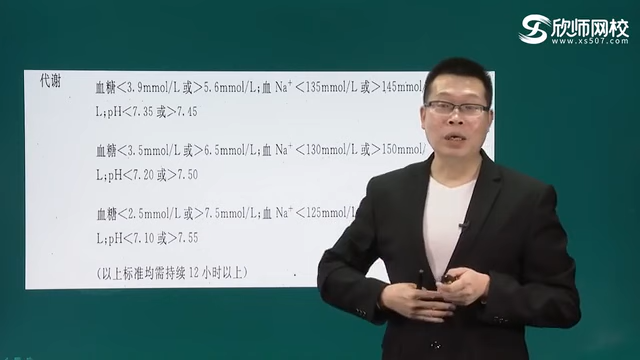 欣师网校
www.xs507.com
代谢
血糖<3.9mmol/L或>5.6mmol/L;血Na⁺<135mmol/L或>145mmol/
L;pH<7.35或>7.45
血糖<3.5mmol/L或>6.5mmol/L;血Na⁺<130mmol/L或>150mmol/
L;pH<7.20或>7.50
血糖<2.5mmol/L或>7.5mmol/L;血Na⁺<125mmol/
L;pH<7.10或>7.55
(以上标准均需持续12小时以上)